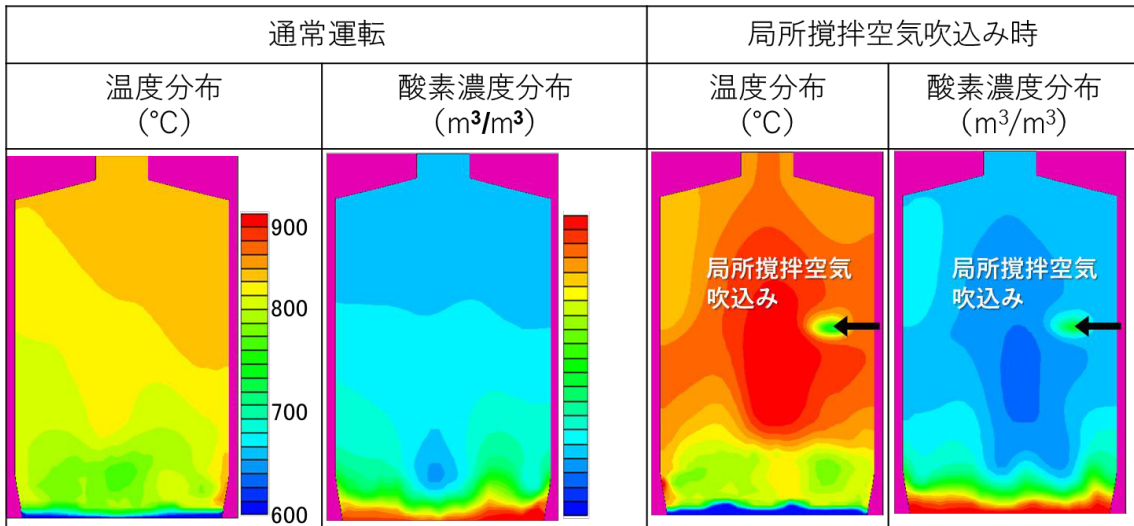 通常運転
局所撹拌空気吹込み時
温度分布
(°C)
酸素濃度分布
(m³/m³)
温度分布
(°C)
酸素濃度分布
(m³/m³)
900
800
700
600
局所撹拌空気
吹込み
局所撹拌空気
吹込み